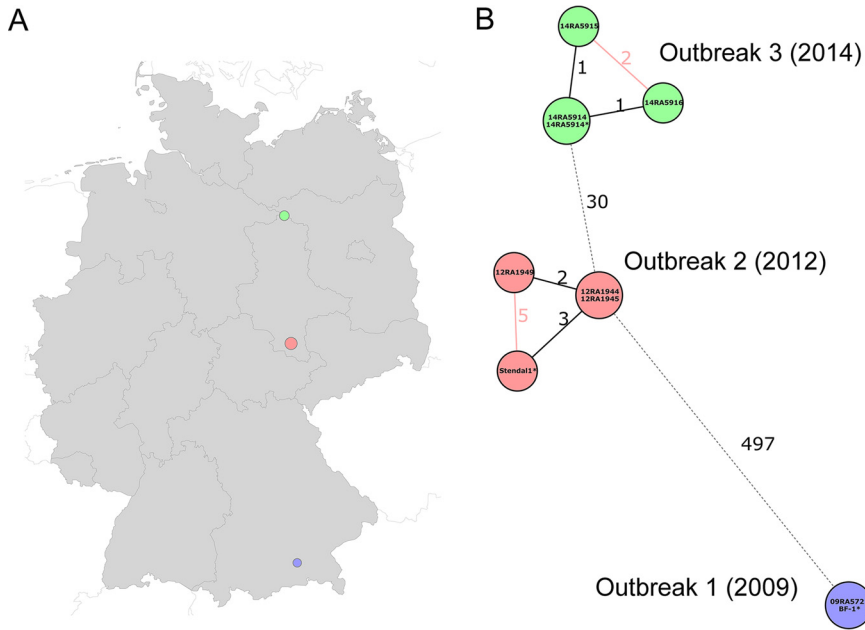 A
B
14RA5915
Outbreak 3 (2014)
2
1
14RA5916
1
14RA5914
14RA5914*
30
Outbreak 2 (2012)
12RA1949
2
12RA1944
12RA1945
5
3
Stendal1*
497
Outbreak 1 (2009)
09RA572
BF-1*